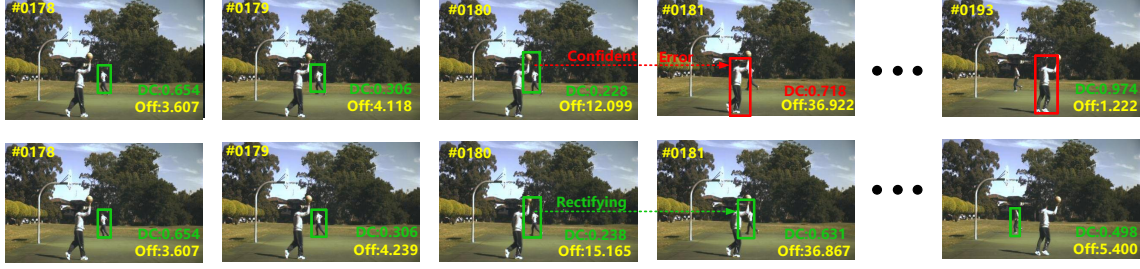 #0178
DC:0.654
Off:3.607
#0179
DC:0.306
Off:4.118
#0180
DC:0.228
Off:12.099
Confident Error
#0181
DC:0.718
Off:36.922
#0193
DC:0.974
Off:1.222
#0178
DC:0.654
Off:3.607
#0179
DC:0.306
Off:4.239
#0180
DC:0.238
Off:15.165
Rectifying
#0181
DC:0.631
Off:36.867
#0193
DC:0.498
Off:5.400